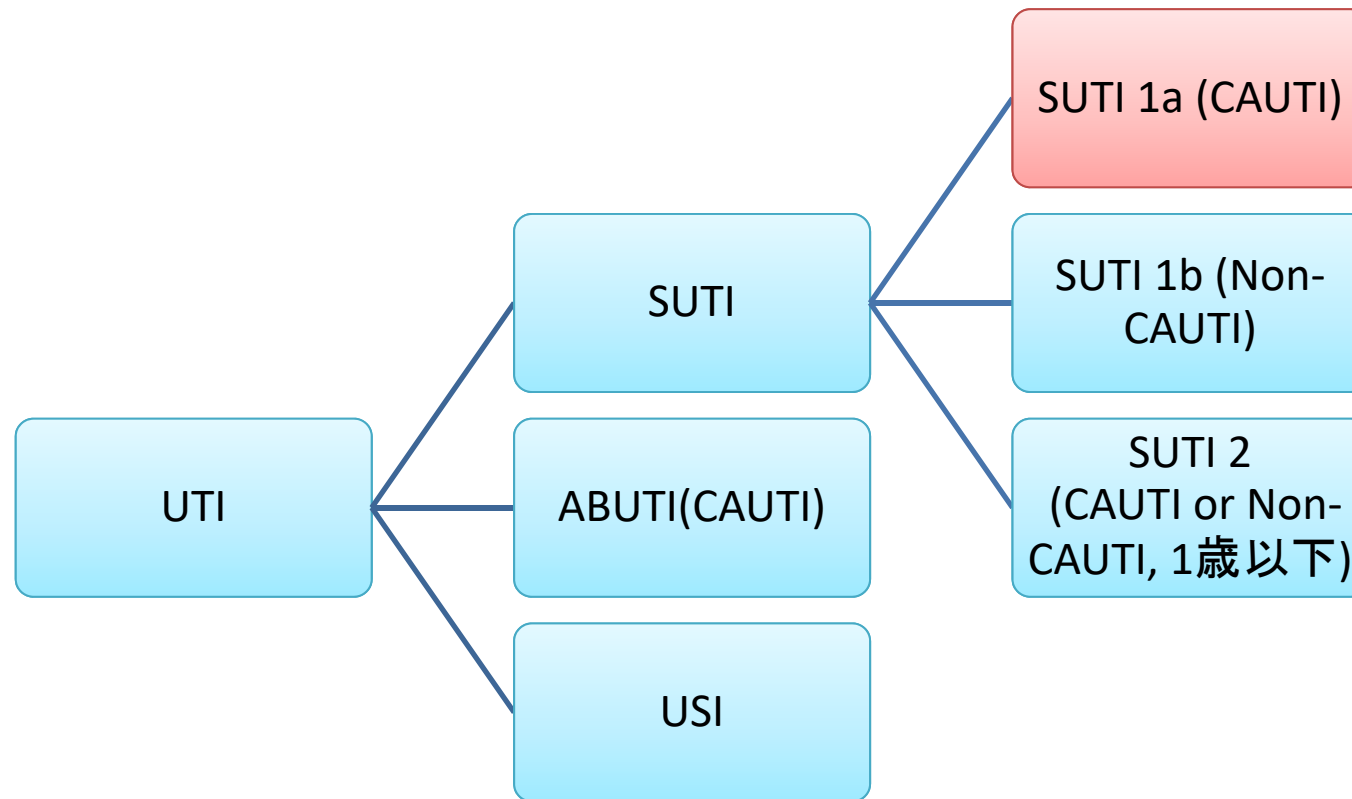 SUTI 1a (CAUTI)
SUTI
SUTI 1b (Non-
CAUTI)
UTI
ABUTI(CAUTI)
SUTI 2
(CAUTI or Non-
CAUTI, 1歳以下)
USI